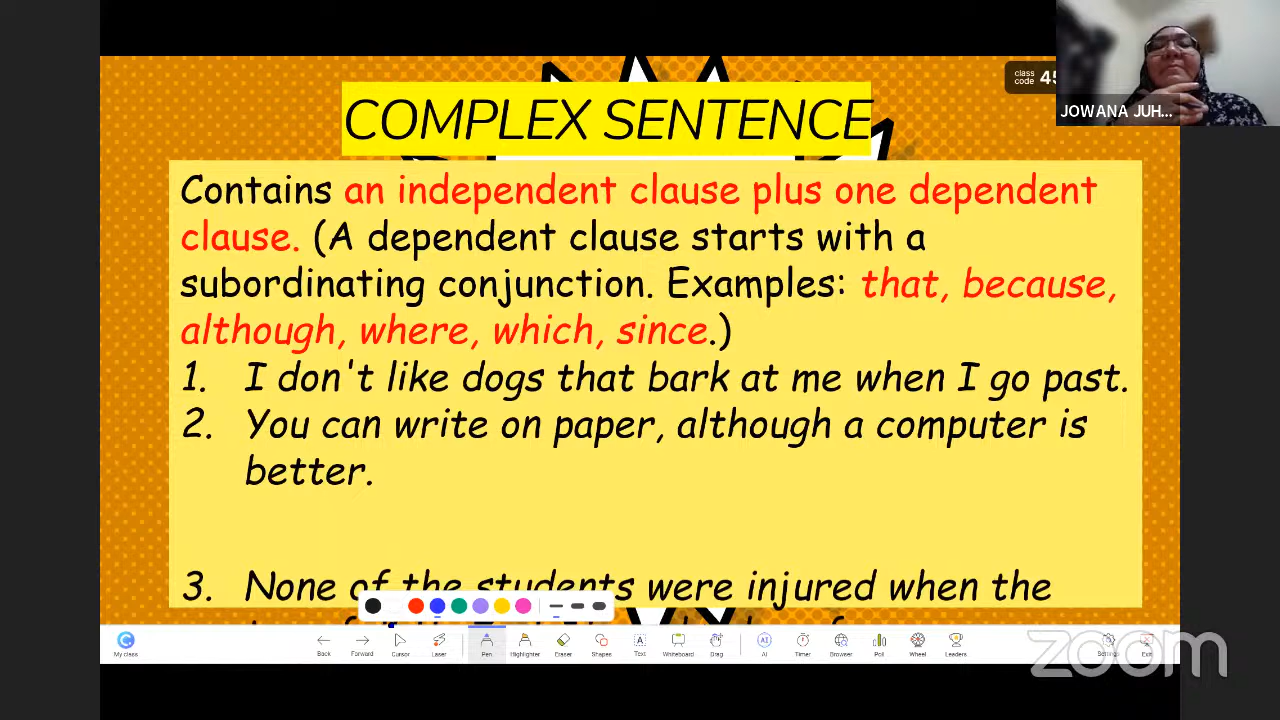 class
code 45
JOWANA JUH...
COMPLEX SENTENCE
Contains an independent clause plus one dependent
clause. (A dependent clause starts with a
subordinating conjunction. Examples: that, because,
although, where, which, since.)
1. I don't like dogs that bark at me when I go past.
2. You can write on paper, although a computer is
better.
3. None of the students were injured when the
My class
Back Forward Cursor Laser Pen Highlighter Eraser Shapes Text Whiteboard Drag AI Timer Browser Poll Wheel Leaders Settings Exit
zoom